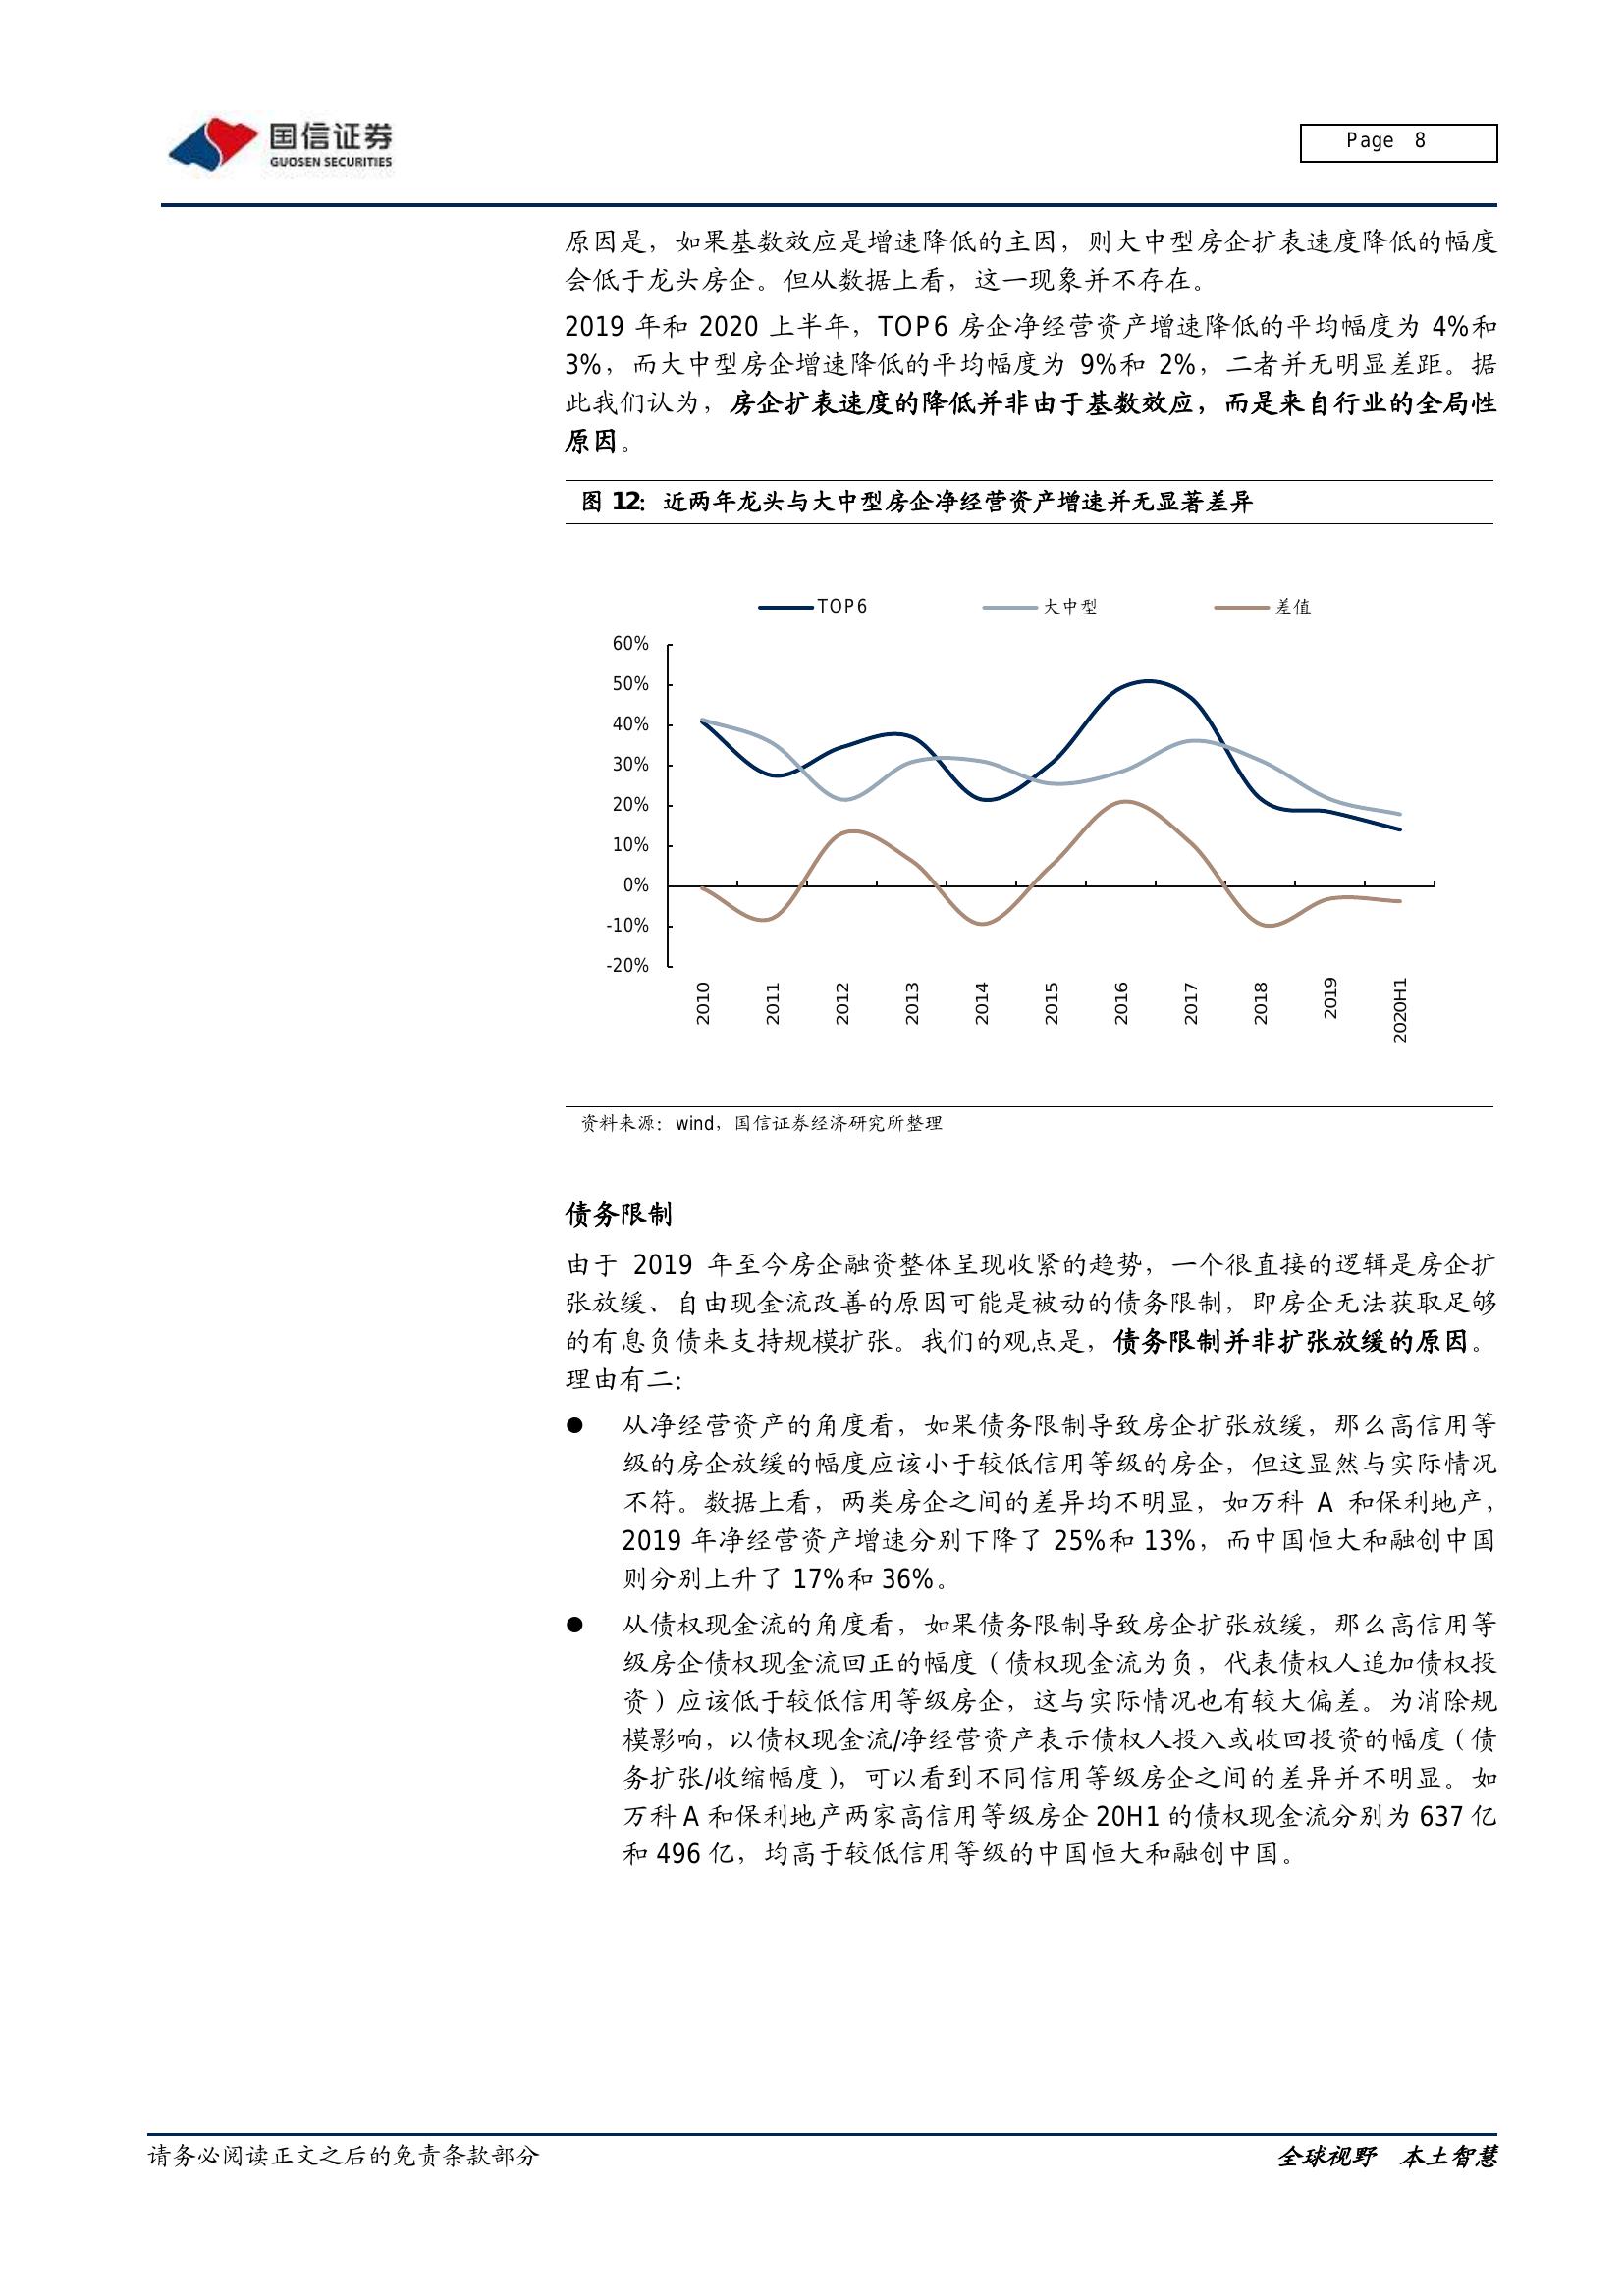 国信证券
GUOSEN SECURITIES
Page 8
原因是，如果基数效应是增速降低的主因，则大中型房企扩表速度降低的幅度
会低于龙头房企。但从数据上看，这一现象并不存在。
2019 年和 2020 上半年，TOP6 房企净经营资产增速降低的平均幅度为 4%和
3%，而大中型房企增速降低的平均幅度为 9%和 2%，二者并无明显差距。据
此我们认为，房企扩表速度的降低并非由于基数效应，而是来自行业的全局性
原因。
图 12：近两年龙头与大中型房企净经营资产增速并无显著差异
TOP6 大中型 差值
60%
50%
40%
30%
20%
10%
0%
-10%
-20%
2010 2011 2012 2013 2014 2015 2016 2017 2018 2019 2020H1
资料来源：wind，国信证券经济研究所整理
债务限制
由于 2019 年至今房企融资整体呈现收紧的趋势，一个很直接的逻辑是房企扩
张放缓、自由现金流改善的原因可能是被动的债务限制，即房企无法获取足够
的有息负债来支持规模扩张。我们的观点是，债务限制并非扩张放缓的原因。
理由有二：
● 从净经营资产的角度看，如果债务限制导致房企扩张放缓，那么高信用等
级的房企放缓的幅度应该小于较低信用等级的房企，但这显然与实际情况
不符。数据上看，两类房企之间的差异均不明显，如万科 A 和保利地产，
2019 年净经营资产增速分别下降了 25%和 13%，而中国恒大和融创中国
则分别上升了 17%和 36%。
● 从债权现金流的角度看，如果债务限制导致房企扩张放缓，那么高信用等
级房企债权现金流回正的幅度（债权现金流为负，代表债权人追加债权投
资）应该低于较低信用等级房企，这与实际情况也有较大偏差。为消除规
模影响，以债权现金流/净经营资产表示债权人投入或收回投资的幅度（债
务扩张/收缩幅度），可以看到不同信用等级房企之间的差异并不明显。如
万科 A 和保利地产两家高信用等级房企 20H1 的债权现金流分别为 637 亿
和 496 亿，均高于较低信用等级的中国恒大和融创中国。
请务必阅读正文之后的免责条款部分
全球视野 本土智慧